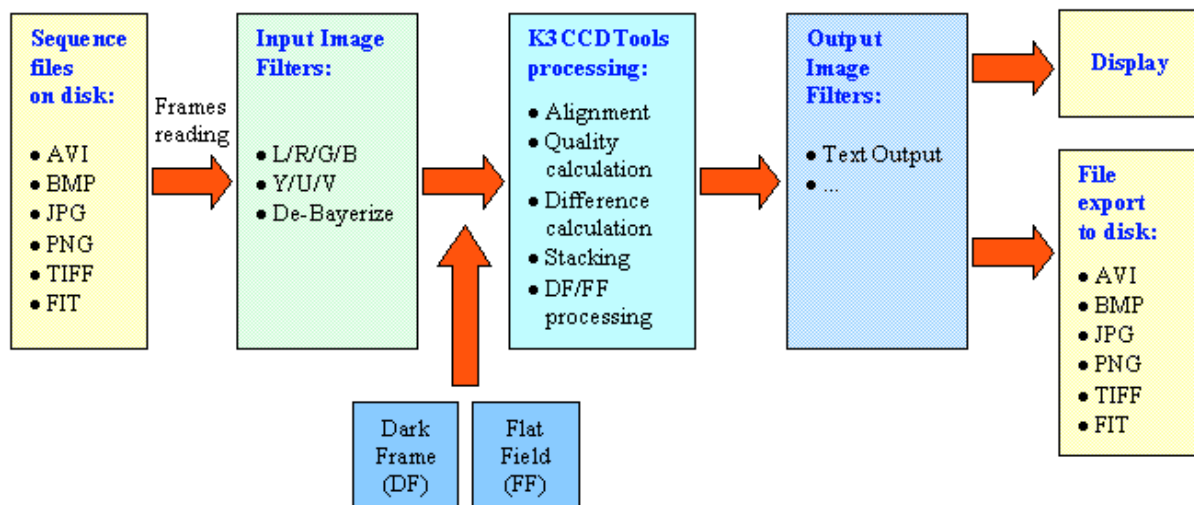 Sequence
files
on disk:
● AVI
● BMP
● JPG
● PNG
● TIFF
● FIT
Frames
reading
Input Image
Filters:
● L/R/G/B
● Y/U/V
● De-Bayerize
K3CCDTools
processing:
● Alignment
● Quality
calculation
● Difference
calculation
● Stacking
● DF/FF
processing
Dark
Frame
(DF)
Flat
Field
(FF)
Output
Image
Filters:
● Text Output
● ...
Display
File
export
to disk:
● AVI
● BMP
● JPG
● PNG
● TIFF
● FIT